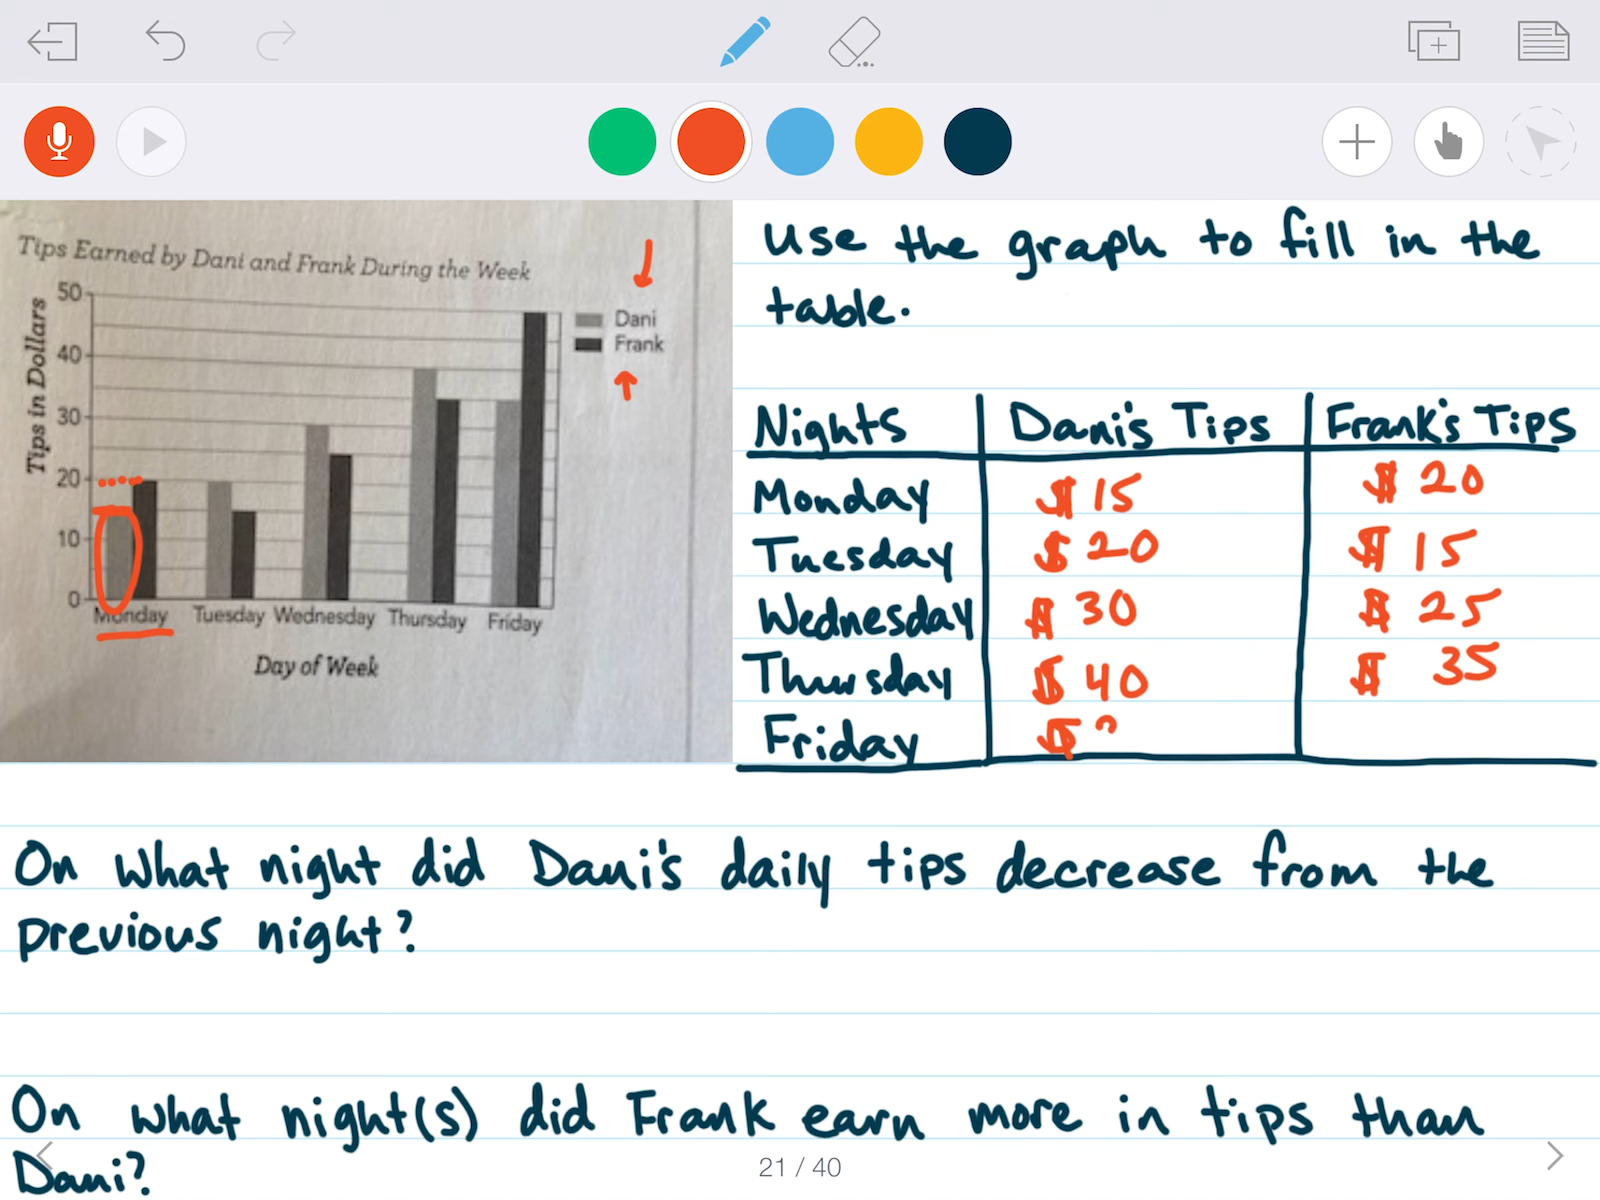 Tips Earned by Dani and Frank During the Week
Tips in Dollars
50
40
30
20
10
0
Dani
Frank
Monday Tuesday Wednesday Thursday Friday
Day of Week
Use the graph to fill in the
table.
Nights Dani's Tips Frank's Tips
Monday $ 15 $ 20
Tuesday $ 20 $ 15
Wednesday $ 30 $ 25
Thursday $ 40 $ 35
Friday $
On what night did Dani's daily tips decrease from the
previous night?
On what night(s) did Frank earn more in tips than
Dani?
21 / 40